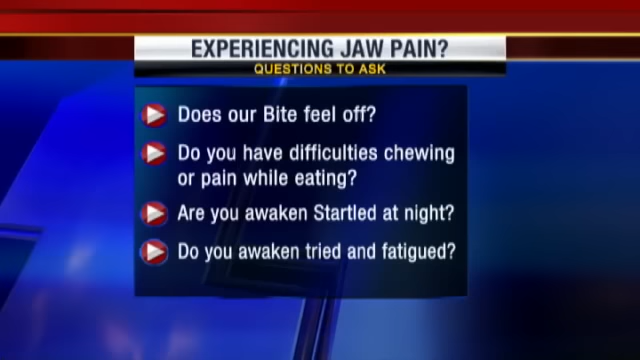 EXPERIENCING JAW PAIN?
QUESTIONS TO ASK
Does our Bite feel off?
Do you have difficulties chewing
or pain while eating?
Are you awaken Startled at night?
Do you awaken tried and fatigued?